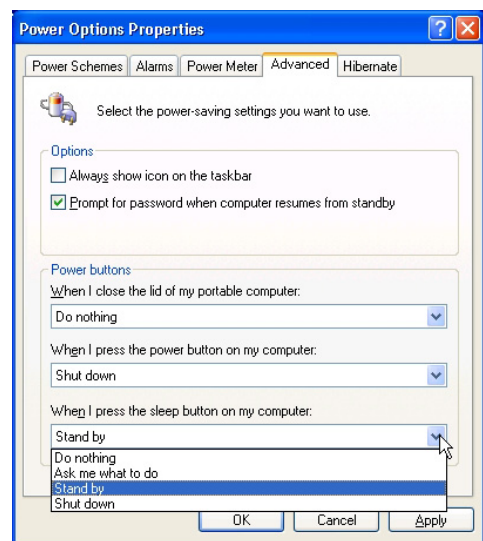 Power Options Properties
Power Schemes Alarms Power Meter Advanced Hibernate
Select the power-saving settings you want to use.
Options
Always show icon on the taskbar
Prompt for password when computer resumes from standby
Power buttons
When I close the lid of my portable computer:
Do nothing
When I press the power button on my computer:
Shut down
When I press the sleep button on my computer:
Stand by
Do nothing
Ask me what to do
Stand by
Shut down
OK Cancel Apply